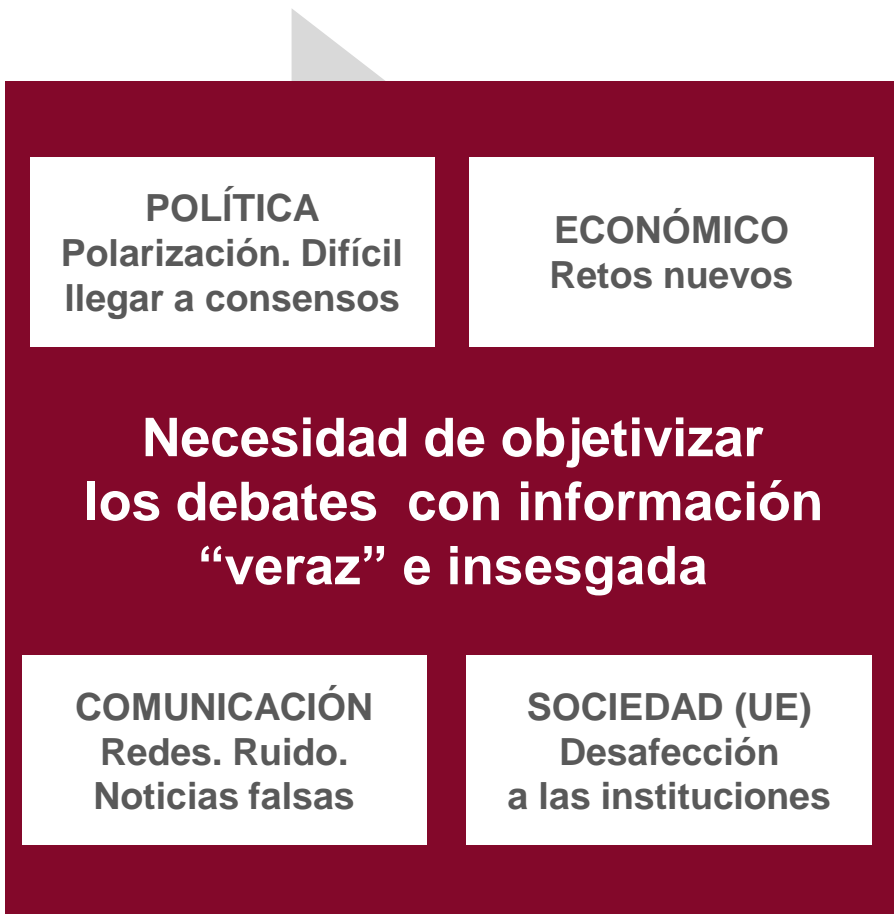 POLÍTICA
Polarización. Difícil
llegar a consensos
ECONÓMICO
Retos nuevos
Necesidad de objetivizar
los debates  con información
“veraz” e insesgada
COMUNICACIÓN
Redes. Ruido.
Noticias falsas
SOCIEDAD (UE)
Desafección
a las instituciones